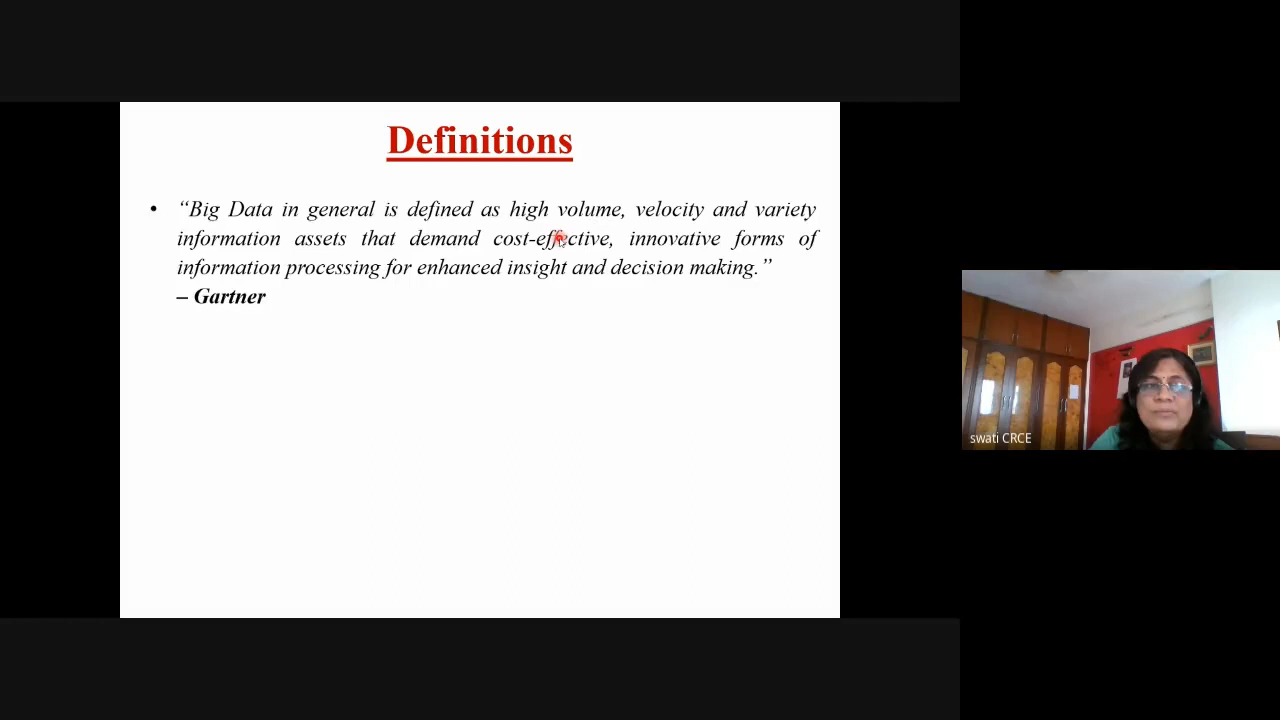 Definitions
• “Big Data in general is defined as high volume, velocity and variety
information assets that demand cost-effective, innovative forms of
information processing for enhanced insight and decision making.”
– Gartner
swati CRCE